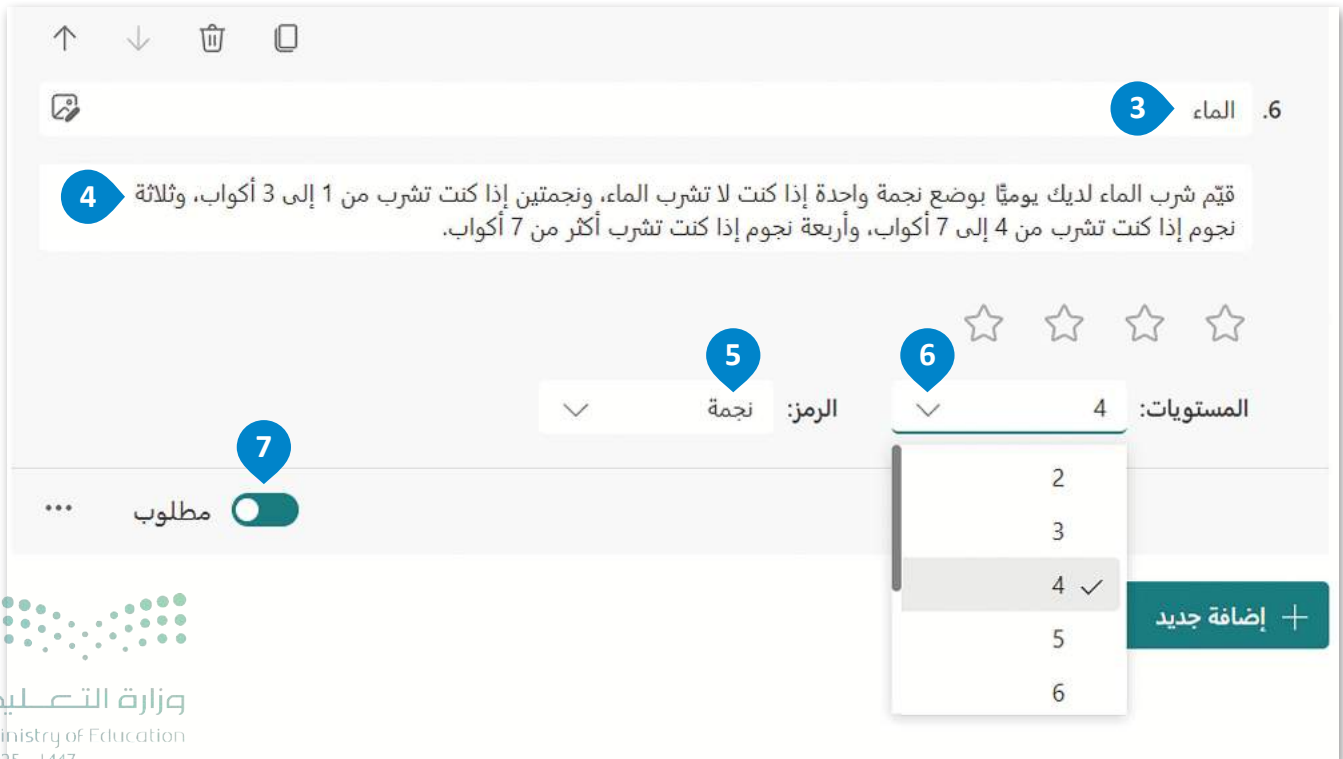 6. الماء
3
قيّم شرب الماء لديك يوميًّا بوضع نجمة واحدة إذا كنت لا تشرب الماء، ونجمتين إذا كنت تشرب من 1 إلى 3 أكواب، وثلاثة
نجوم إذا كنت تشرب من 4 إلى 7 أكواب، وأربعة نجوم إذا كنت تشرب أكثر من 7 أكواب.
4
6
5
المستويات: 4 الرمز: نجمة
7
مطلوب
2
3
4
5
6
إضافة جديد
وزارة التعليم
inistry of Education